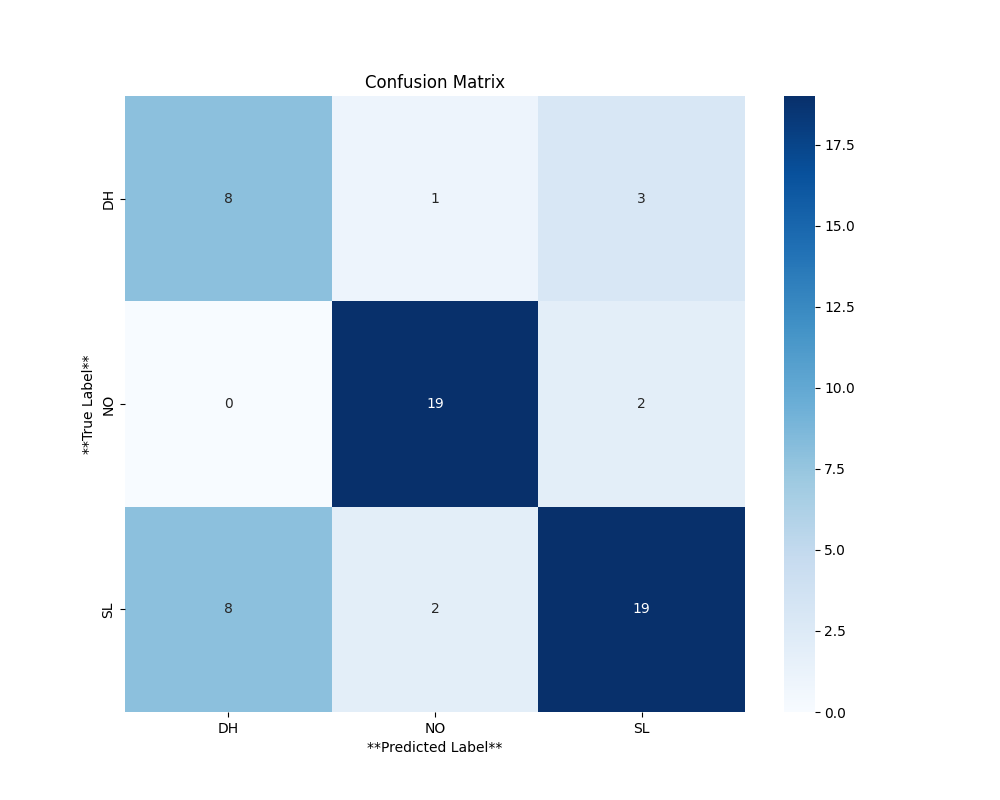 Confusion Matrix
**True Label**
DH 8 1 3
NO 0 19 2
SL 8 2 19
DH NO SL
**Predicted Label**
17.5
15.0
12.5
10.0
7.5
5.0
2.5
0.0